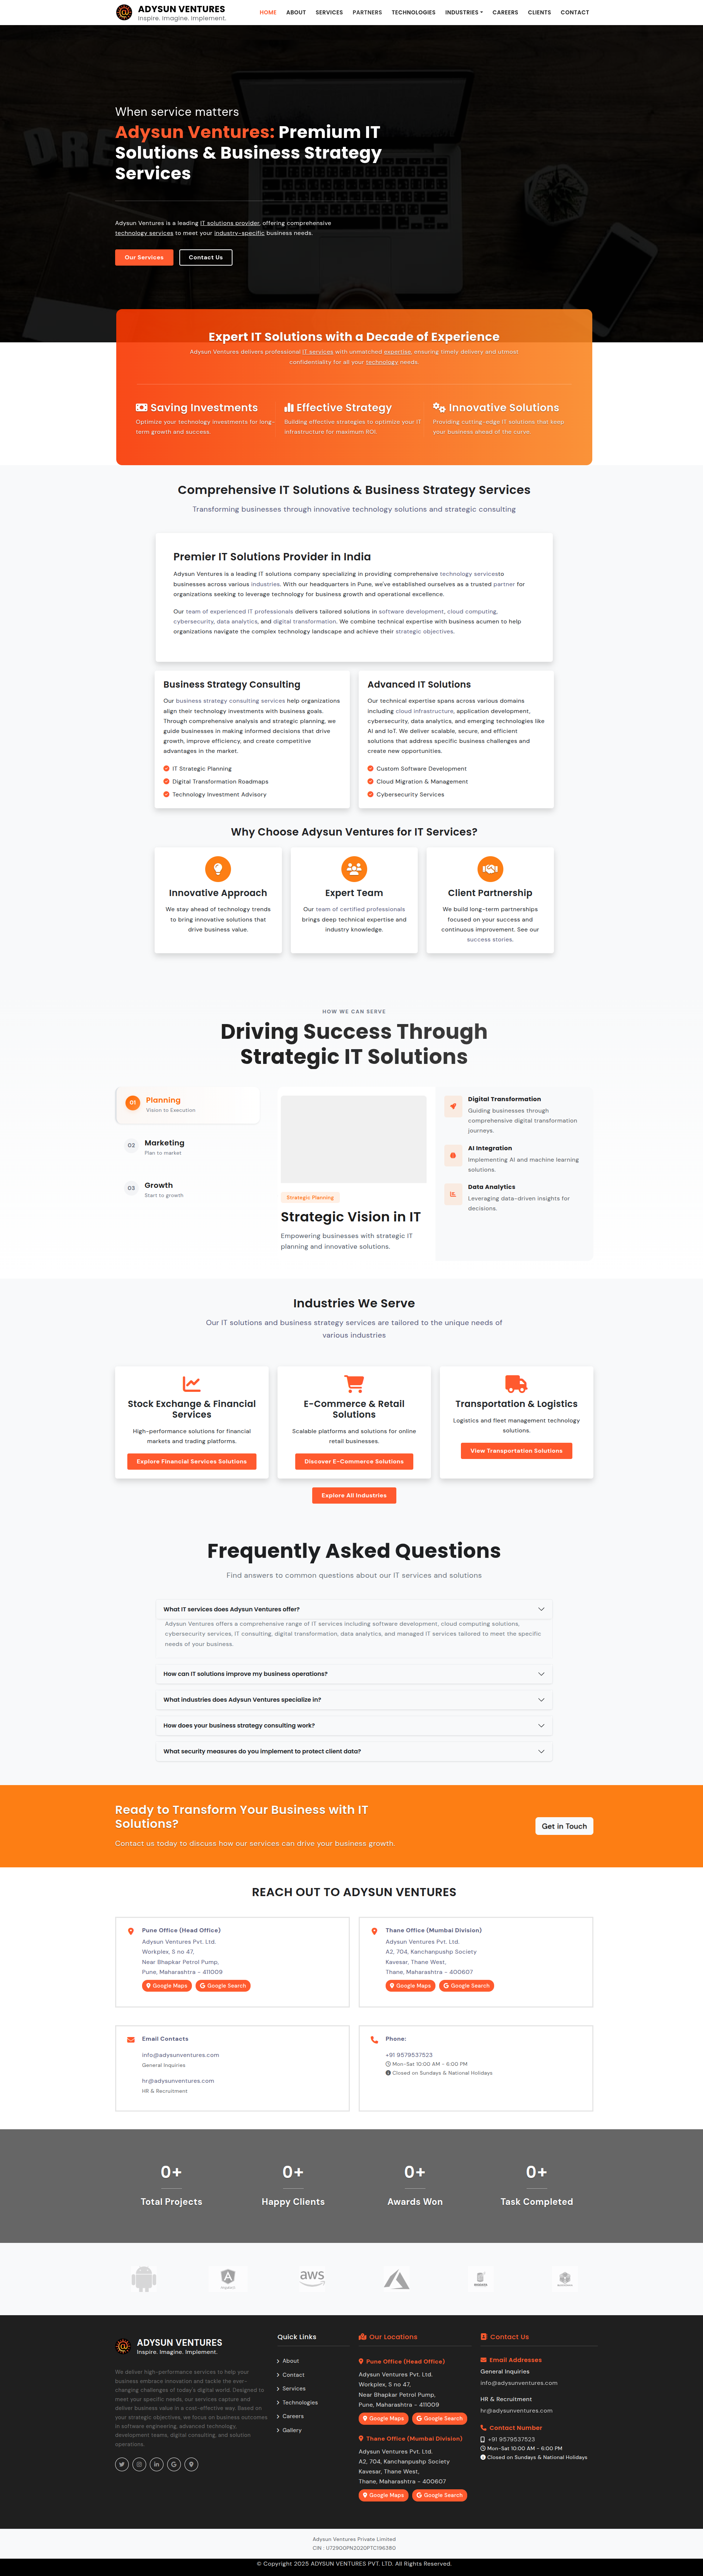 ADYSUN VENTURES
Inspire. Imagine. Implement.
HOME ABOUT SERVICES PARTNERS TECHNOLOGIES INDUSTRIES CAREERS CLIENTS CONTACT
When service matters
Adysun Ventures: Premium IT
Solutions & Business Strategy
Services
Adysun Ventures is a leading IT solutions provider, offering comprehensive
technology services to meet your industry-specific business needs.
Our Services
Contact Us
Expert IT Solutions with a Decade of Experience
Adysun Ventures delivers professional IT services with unmatched expertise, ensuring timely delivery and utmost
confidentiality for all your technology needs.
Saving Investments
Optimize your technology investments for long-
term growth and success.
Effective Strategy
Building effective strategies to optimize your IT
infrastructure for maximum ROI.
Innovative Solutions
Providing cutting-edge IT solutions that keep
your business ahead of the curve.
Comprehensive IT Solutions & Business Strategy Services
Transforming businesses through innovative technology solutions and strategic consulting
Premier IT Solutions Provider in India
Adysun Ventures is a leading IT solutions company specializing in providing comprehensive technology servicesto
businesses across various industries. With our headquarters in Pune, we've established ourselves as a trusted partner for
organizations seeking to leverage technology for business growth and operational excellence.
Our team of experienced IT professionals delivers tailored solutions in software development, cloud computing,
cybersecurity, data analytics, and digital transformation. We combine technical expertise with business acumen to help
organizations navigate the complex technology landscape and achieve their strategic objectives.
Business Strategy Consulting
Our business strategy consulting services help organizations
align their technology investments with business goals.
Through comprehensive analysis and strategic planning, we
guide businesses in making informed decisions that drive
growth, improve efficiency, and create competitive
advantages in the market.
IT Strategic Planning
Digital Transformation Roadmaps
Technology Investment Advisory
Advanced IT Solutions
Our technical expertise spans across various domains
including cloud infrastructure, application development,
cybersecurity, data analytics, and emerging technologies like
AI and IoT. We deliver scalable, secure, and efficient
solutions that address specific business challenges and
create new opportunities.
Custom Software Development
Cloud Migration & Management
Cybersecurity Services
Why Choose Adysun Ventures for IT Services?
Innovative Approach
We stay ahead of technology trends
to bring innovative solutions that
drive business value.
Expert Team
Our team of certified professionals
brings deep technical expertise and
industry knowledge.
Client Partnership
We build long-term partnerships
focused on your success and
continuous improvement. See our
success stories.
HOW WE CAN SERVE
Driving Success Through
Strategic IT Solutions
01
Planning
Vision to Execution
02
Marketing
Plan to market
03
Growth
Start to growth
Strategic Planning
Strategic Vision in IT
Empowering businesses with strategic IT
planning and innovative solutions.
Digital Transformation
Guiding businesses through
comprehensive digital transformation
journeys.
AI Integration
Implementing AI and machine learning
solutions.
Data Analytics
Leveraging data-driven insights for
decisions.
Industries We Serve
Our IT solutions and business strategy services are tailored to the unique needs of
various industries
Stock Exchange & Financial
Services
High-performance solutions for financial
markets and trading platforms.
Explore Financial Services Solutions
E-Commerce & Retail
Solutions
Scalable platforms and solutions for online
retail businesses.
Discover E-Commerce Solutions
Transportation & Logistics
Logistics and fleet management technology
solutions.
View Transportation Solutions
Explore All Industries
Frequently Asked Questions
Find answers to common questions about our IT services and solutions
What IT services does Adysun Ventures offer?
Adysun Ventures offers a comprehensive range of IT services including software development, cloud computing solutions,
cybersecurity services, IT consulting, digital transformation, data analytics, and managed IT services tailored to meet the specific
needs of your business.
How can IT solutions improve my business operations?
What industries does Adysun Ventures specialize in?
How does your business strategy consulting work?
What security measures do you implement to protect client data?
Ready to Transform Your Business with IT
Solutions?
Contact us today to discuss how our services can drive your business growth.
Get in Touch
REACH OUT TO ADYSUN VENTURES
Pune Office (Head Office)
Adysun Ventures Pvt. Ltd.
Workplex, S no 47,
Near Bhapkar Petrol Pump,
Pune, Maharashtra - 411009
Google Maps
Google Search
Thane Office (Mumbai Division)
Adysun Ventures Pvt. Ltd.
A2, 704, Kanchanpushp Society
Kavesar, Thane West,
Thane, Maharashtra - 400607
Google Maps
Google Search
Email Contacts
info@adysunventures.com
General Inquiries
hr@adysunventures.com
HR & Recruitment
Phone:
+91 9579537523
Mon-Sat 10:00 AM - 6:00 PM
Closed on Sundays & National Holidays
0+
Total Projects
0+
Happy Clients
0+
Awards Won
0+
Task Completed
aws
ADYSUN VENTURES
Inspire. Imagine. Implement.
We deliver high-performance services to help your
business embrace innovation and tackle the ever-
changing challenges of today's digital world. Designed to
meet your specific needs, our services capture and
deliver business value in a cost-effective way. Based on
your strategic objectives, we focus on business outcomes
in software engineering, advanced technology,
development teams, digital consulting, and solution
operations.
Quick Links
About
Contact
Services
Technologies
Careers
Gallery
Our Locations
Pune Office (Head Office)
Adysun Ventures Pvt. Ltd.
Workplex, S no 47,
Near Bhapkar Petrol Pump,
Pune, Maharashtra - 411009
Google Maps
Google Search
Thane Office (Mumbai Division)
Adysun Ventures Pvt. Ltd.
A2, 704, Kanchanpushp Society
Kavesar, Thane West,
Thane, Maharashtra - 400607
Google Maps
Google Search
Contact Us
Email Addresses
General Inquiries
info@adysunventures.com
HR & Recruitment
hr@adysunventures.com
Contact Number
+91 9579537523
Mon-Sat 10:00 AM - 6:00 PM
Closed on Sundays & National Holidays
Adysun Ventures Private Limited
CIN : U72900PN2020PTC196380
© Copyright 2025 ADYSUN VENTURES PVT. LTD. All Rights Reserved.